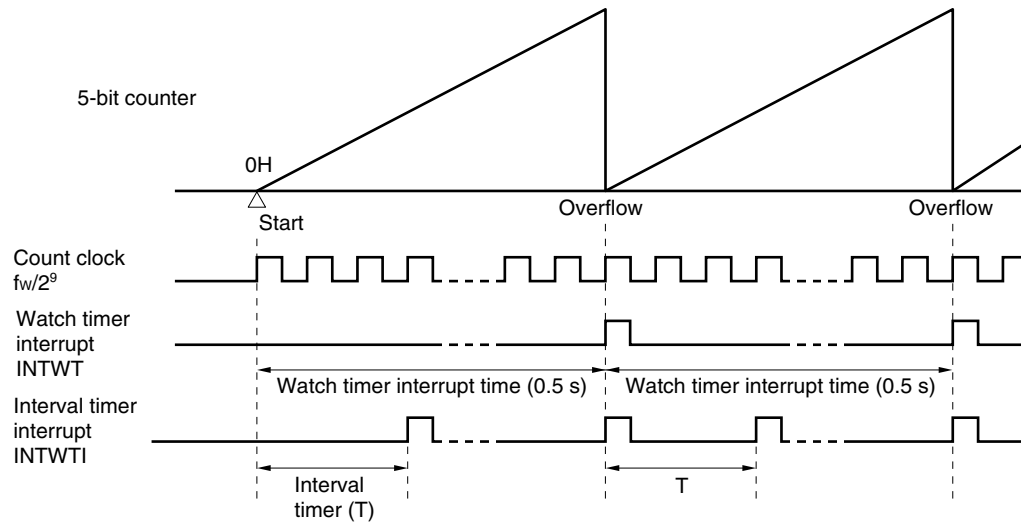 5-bit counter
0H
Start
Overflow
Overflow
Count clock
fw/2⁹
Watch timer
interrupt
INTWT
Watch timer interrupt time (0.5 s)
Watch timer interrupt time (0.5 s)
Interval timer
interrupt
INTWTI
Interval
timer (T)
T